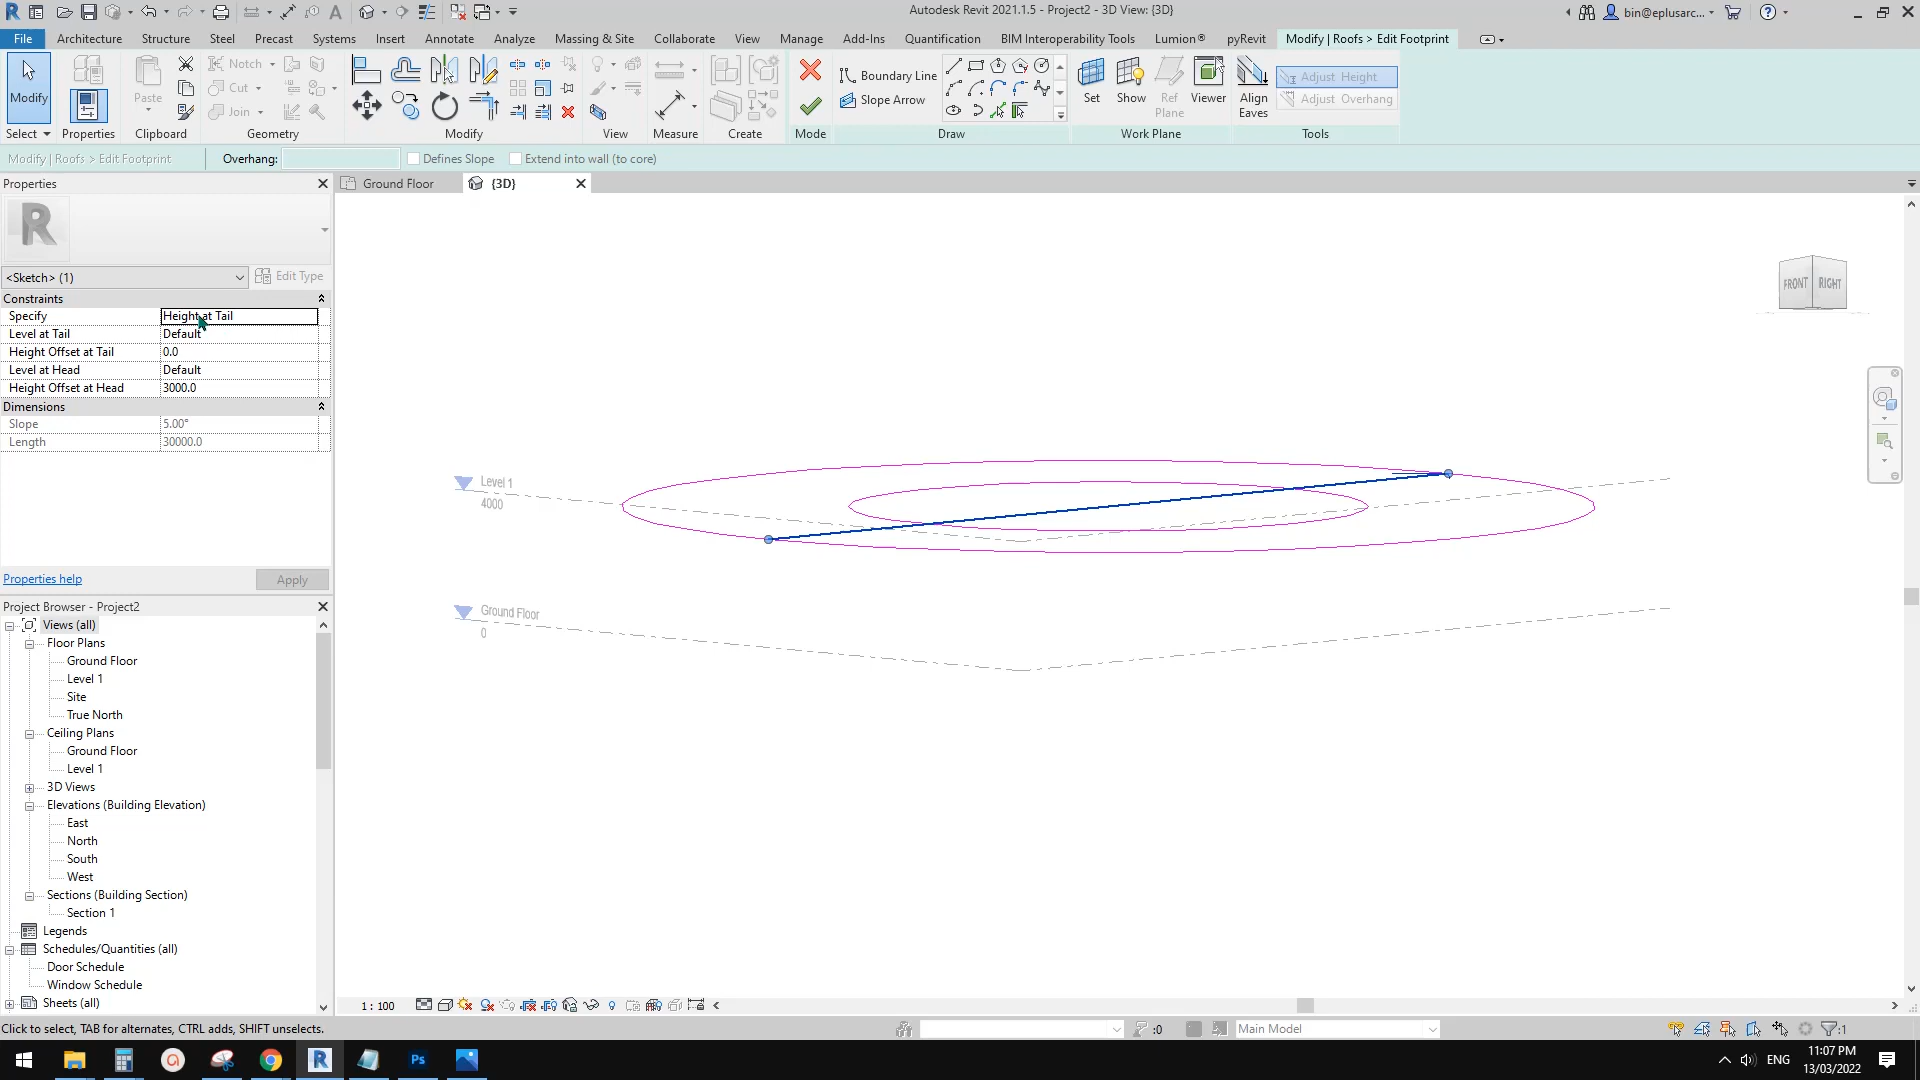 Autodesk Revit 2021.1.5 - Project2 - 3D View: {3D}
bin@eplusarc...
File Architecture Structure Steel Precast Systems Insert Annotate Analyze Massing & Site Collaborate View Manage Add-Ins Quantification BIM Interoperability Tools Lumion® pyRevit Modify | Roofs > Edit Footprint
Modify
Paste
Notch
Cut
Join
Boundary Line
Slope Arrow
Set
Show
Ref Plane
Viewer
Align Eaves
Adjust Height
Adjust Overhang
Select Properties Clipboard Geometry Modify View Measure Create Mode Draw Work Plane Tools
Modify | Roofs > Edit Footprint Overhang: Defines Slope Extend into wall (to core)
Properties
Ground Floor
{3D}
<Sketch> (1) Edit Type
Constraints
Specify Height at Tail
Level at Tail Default
Height Offset at Tail 0.0
Level at Head Default
Height Offset at Head 3000.0
Dimensions
Slope 5.00°
Length 30000.0
Properties help Apply
FRONT RIGHT
Level 1
4000
Ground Floor
0
Project Browser - Project2
Views (all)
Floor Plans
Ground Floor
Level 1
Site
True North
Ceiling Plans
Ground Floor
Level 1
3D Views
Elevations (Building Elevation)
East
North
South
West
Sections (Building Section)
Section 1
Legends
Schedules/Quantities (all)
Door Schedule
Window Schedule
Sheets (all)
1 : 100
Click to select, TAB for alternates, CTRL adds, SHIFT unselects.
:0
Main Model
:1
ENG
11:07 PM
13/03/2022